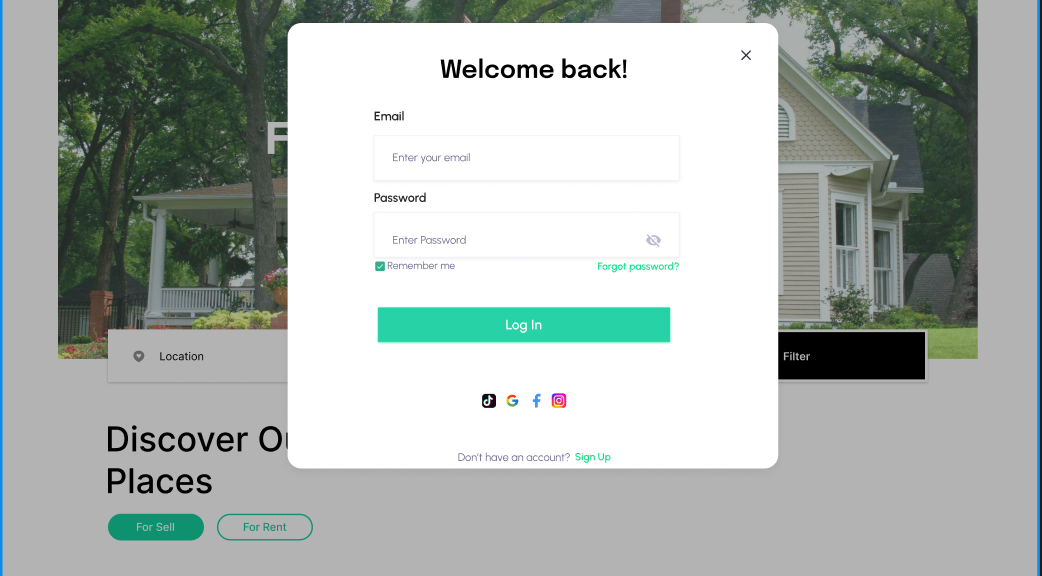 Welcome back!
F
Email
Enter your email
Password
Enter Password
Remember me
Forgot password?
Log In
Location
Filter
Discover Ou
Places
Don't have an account? Sign Up
For Sell
For Rent